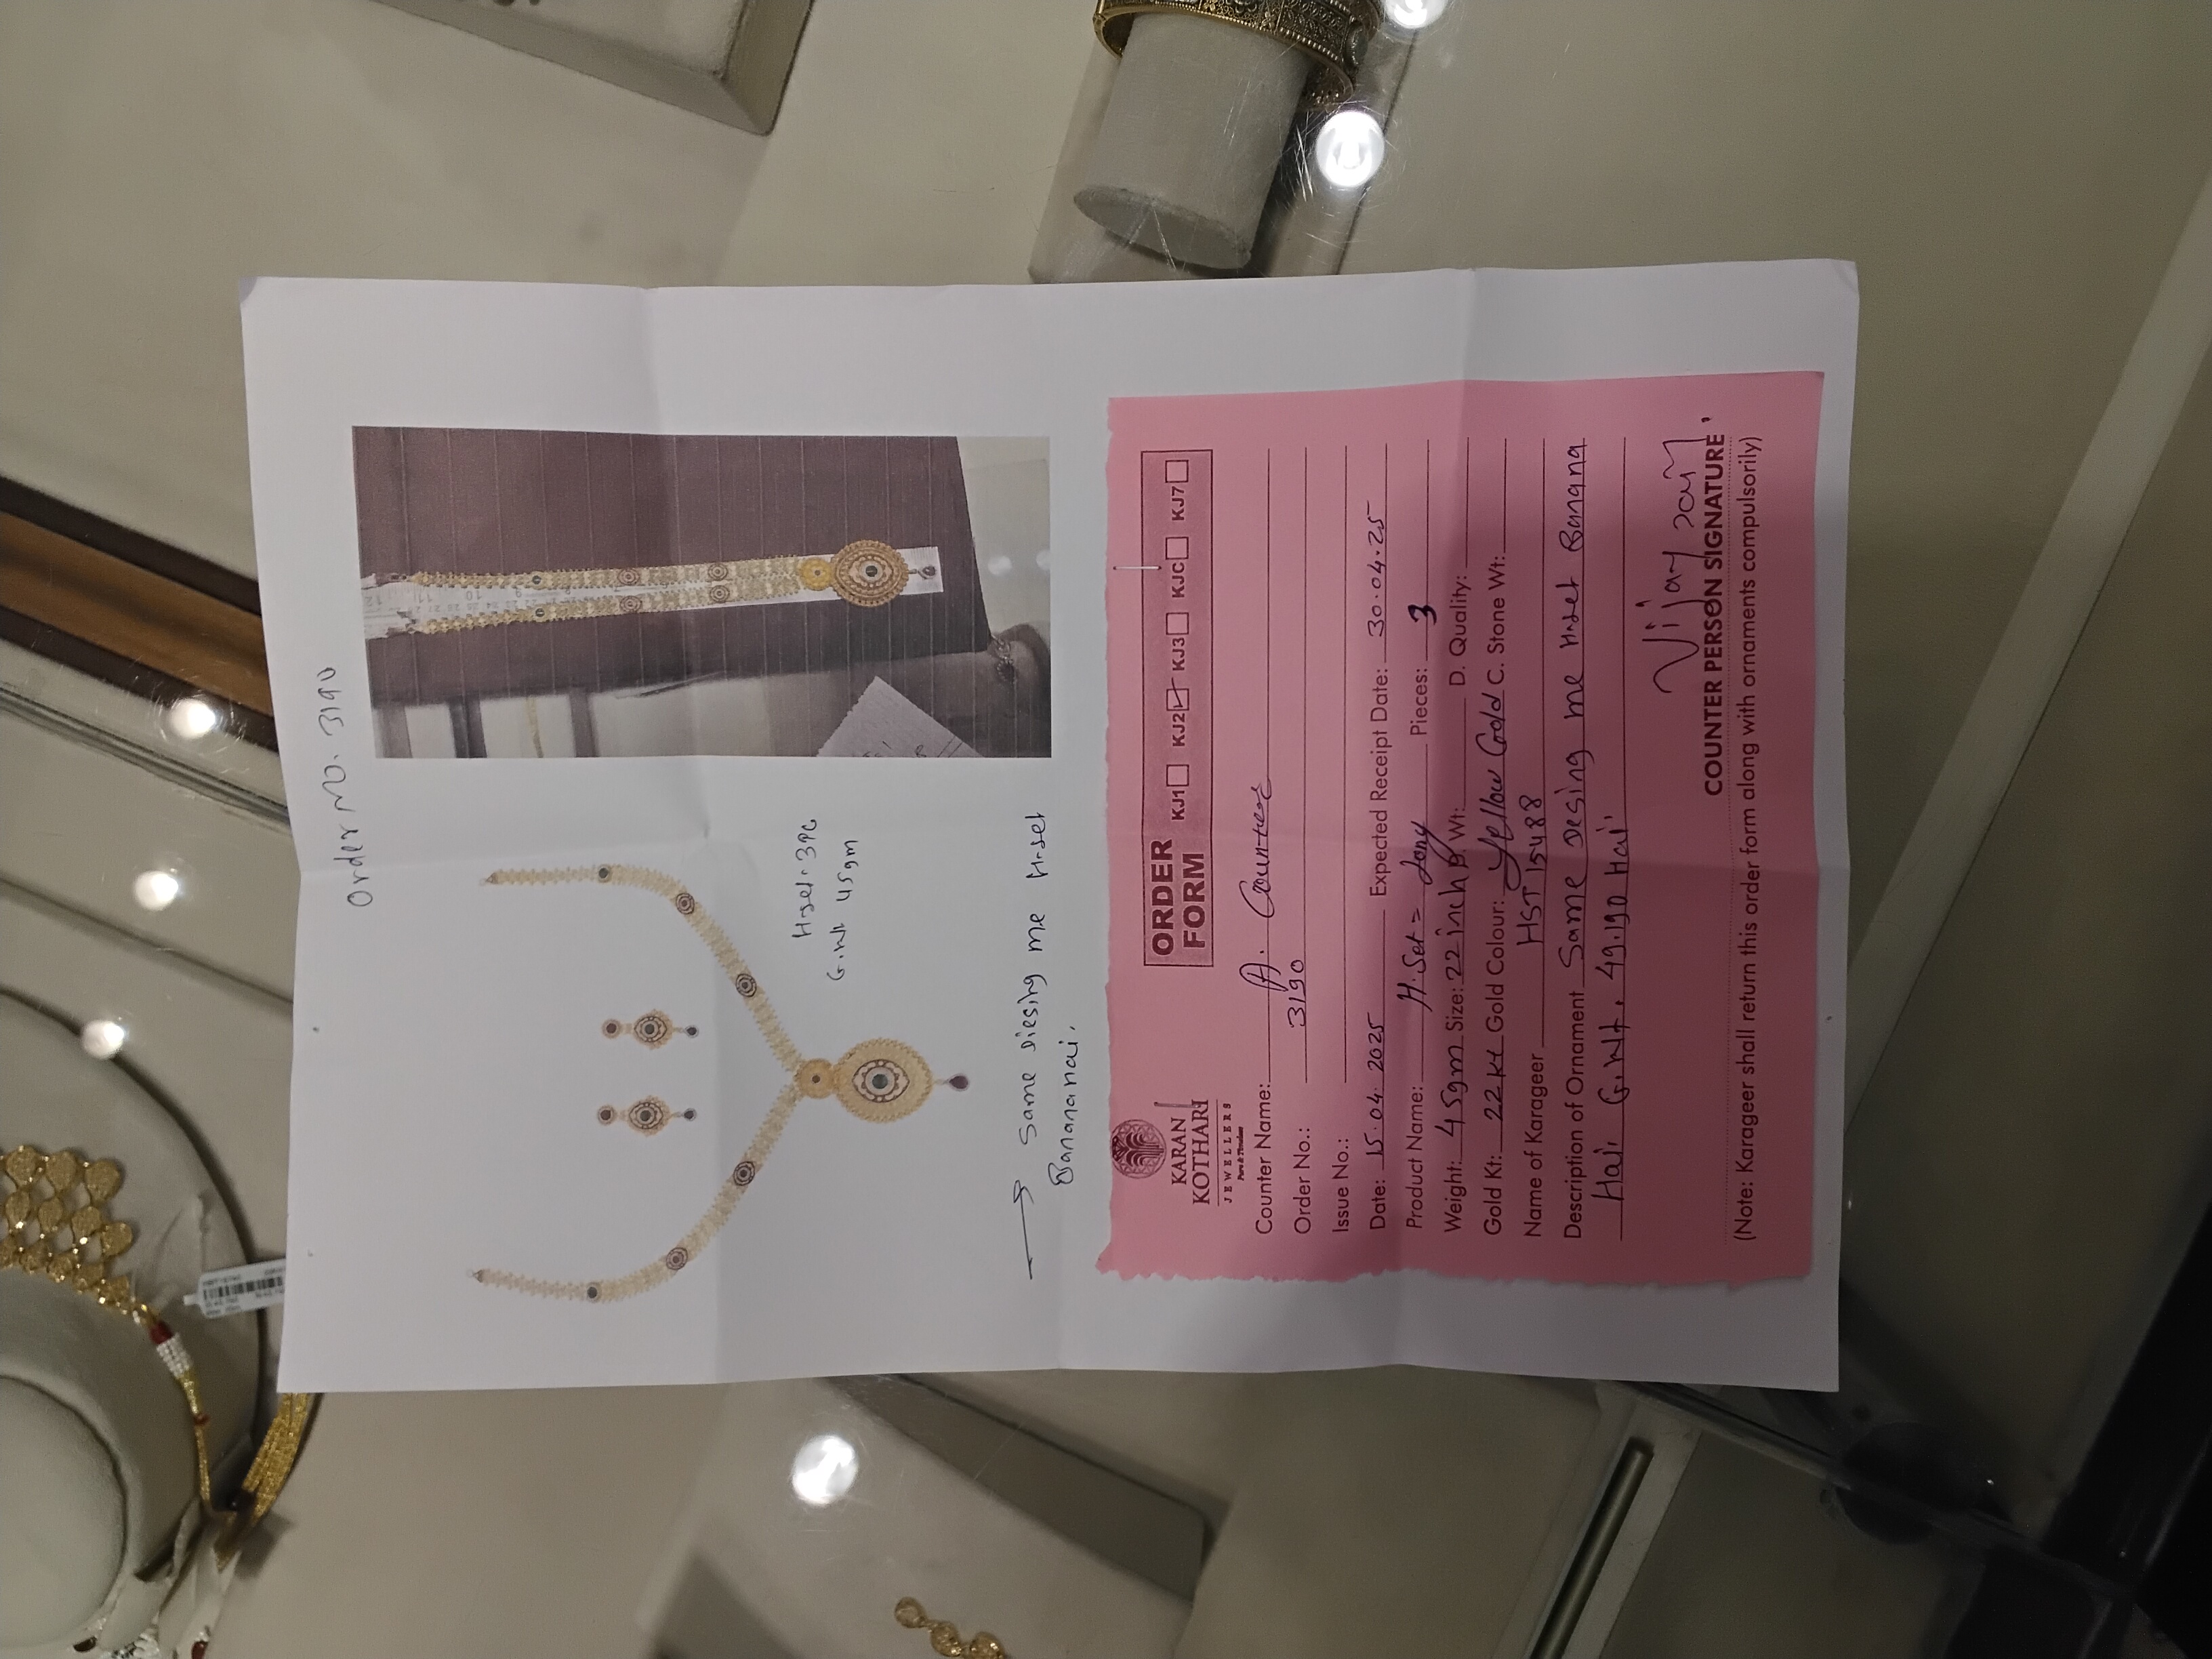 Order No. 3190
H.set = 3Pc
G.Wt 45gm
Same Diesing me H.set
Banana hai.
KARAN
KOTHARI
JEWELLERS
ORDER
FORM
KJ1 KJ2 KJ3 KJC KJ7
Counter Name: A. Counter
Order No.: 3190
Issue No.:
Date: 15.04.2025 Expected Receipt Date: 30.04.25
Product Name: H.Set = Long Pieces: 3
Weight: 45gm Size: 22 inch Wt: D. Quality:
Gold Kt: 22 kt Gold Colour: Yellow Gold C. Stone Wt:
Name of Karageer HST 15488
Description of Ornament Same Desing me H.set Banana
Hai G.Wt. 49.190 Hai
Vijay
COUNTER PERSON SIGNATURE
(Note: Karageer shall return this order form along with ornaments compulsorily)